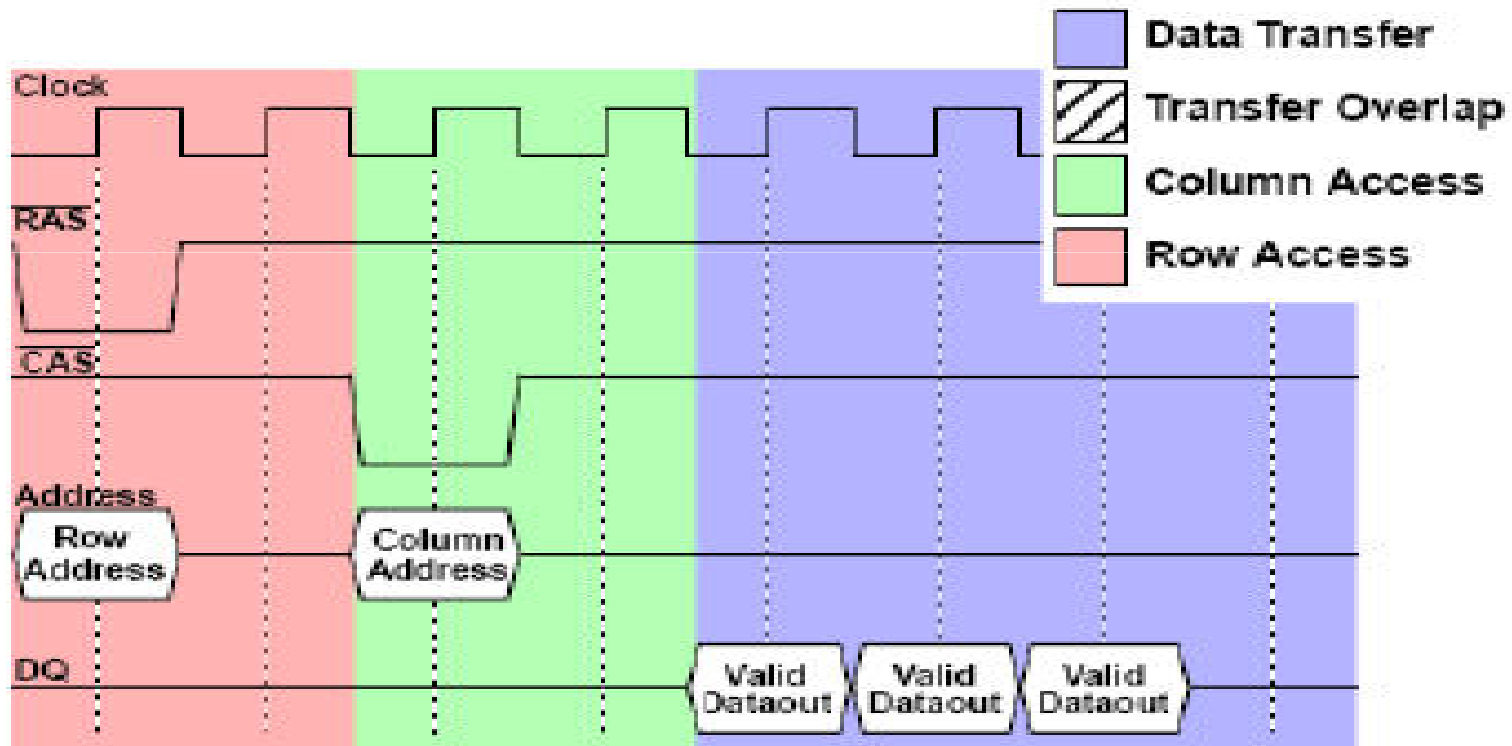 Data Transfer
Transfer Overlap
Column Access
Row Access
Clock
RAS
CAS
Address
Row
Address
Column
Address
DQ
Valid
Dataout
Valid
Dataout
Valid
Dataout